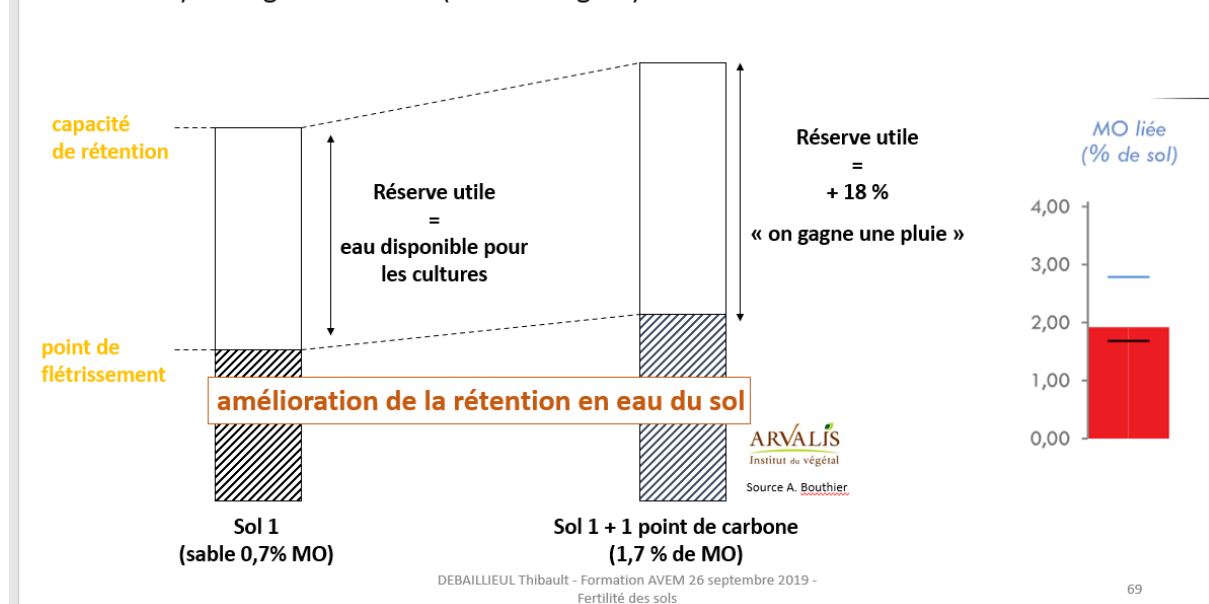 capacité
de rétention
Réserve utile
=
eau disponible pour
les cultures
point de
flétrissement
Réserve utile
=
+ 18 %
« on gagne une pluie »
MO liée
(% de sol)
4,00
3,00
2,00
1,00
0,00
amélioration de la rétention en eau du sol
ARVALIS
Institut du végétal
Source A. Bouthier
Sol 1
(sable 0,7% MO)
Sol 1 + 1 point de carbone
(1,7 % de MO)
DEBAILLIEUL Thibault - Formation AVEM 26 septembre 2019 -
Fertilité des sols
69